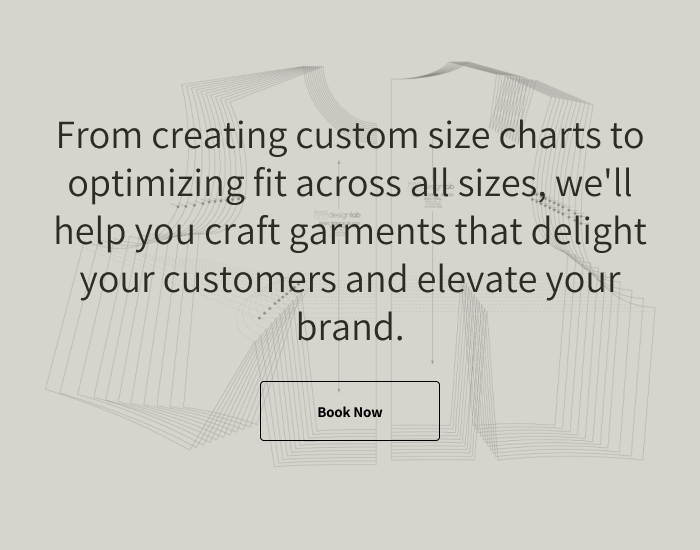 From creating custom size charts to
optimizing fit across all sizes, we'll
help you craft garments that delight
your customers and elevate your
brand.
Book Now